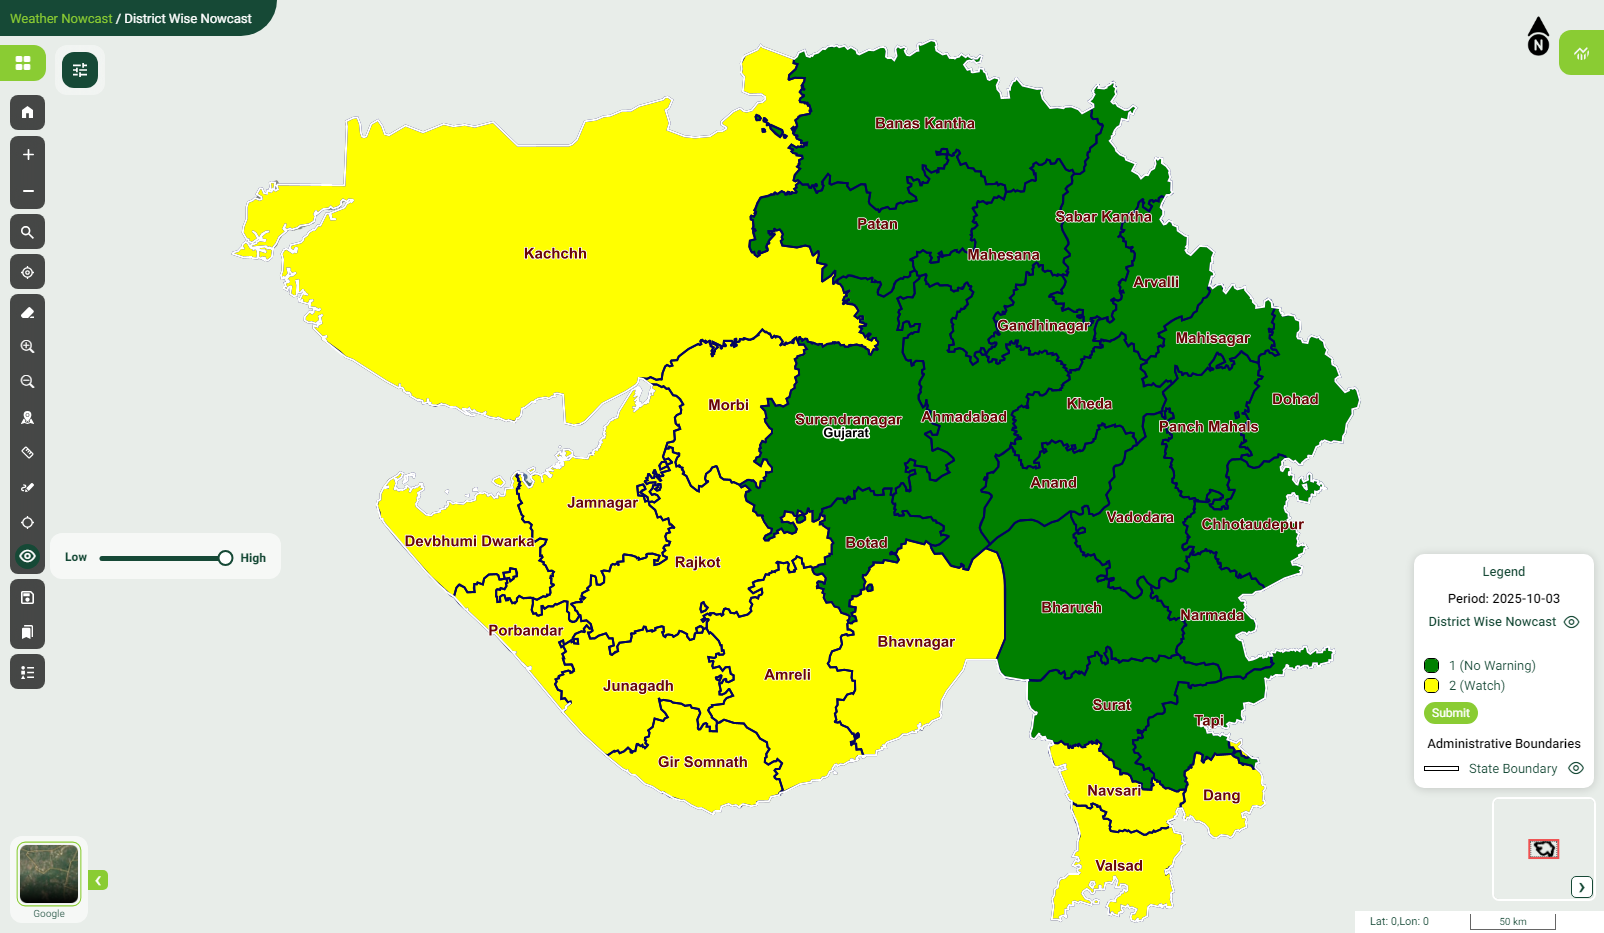 Weather Nowcast / District Wise Nowcast
N
Banas Kantha
Patan
Sabar Kantha
Mahesana
Kachchh
Arvalli
Gandhinagar
Mahisagar
Morbi
Surendranagar
Gujarat
Ahmadabad
Kheda
Dohad
Panch Mahals
Anand
Jamnagar
Vadodara
Chhotaudepur
Devbhumi Dwarka
Botad
Rajkot
Low
High
Bharuch
Narmada
Porbandar
Bhavnagar
Junagadh
Amreli
Surat
Tapi
Gir Somnath
Navsari
Dang
Valsad
Legend
Period: 2025-10-03
District Wise Nowcast
1 (No Warning)
2 (Watch)
Submit
Administrative Boundaries
State Boundary
Google
Lat: 0,Lon: 0
50 km